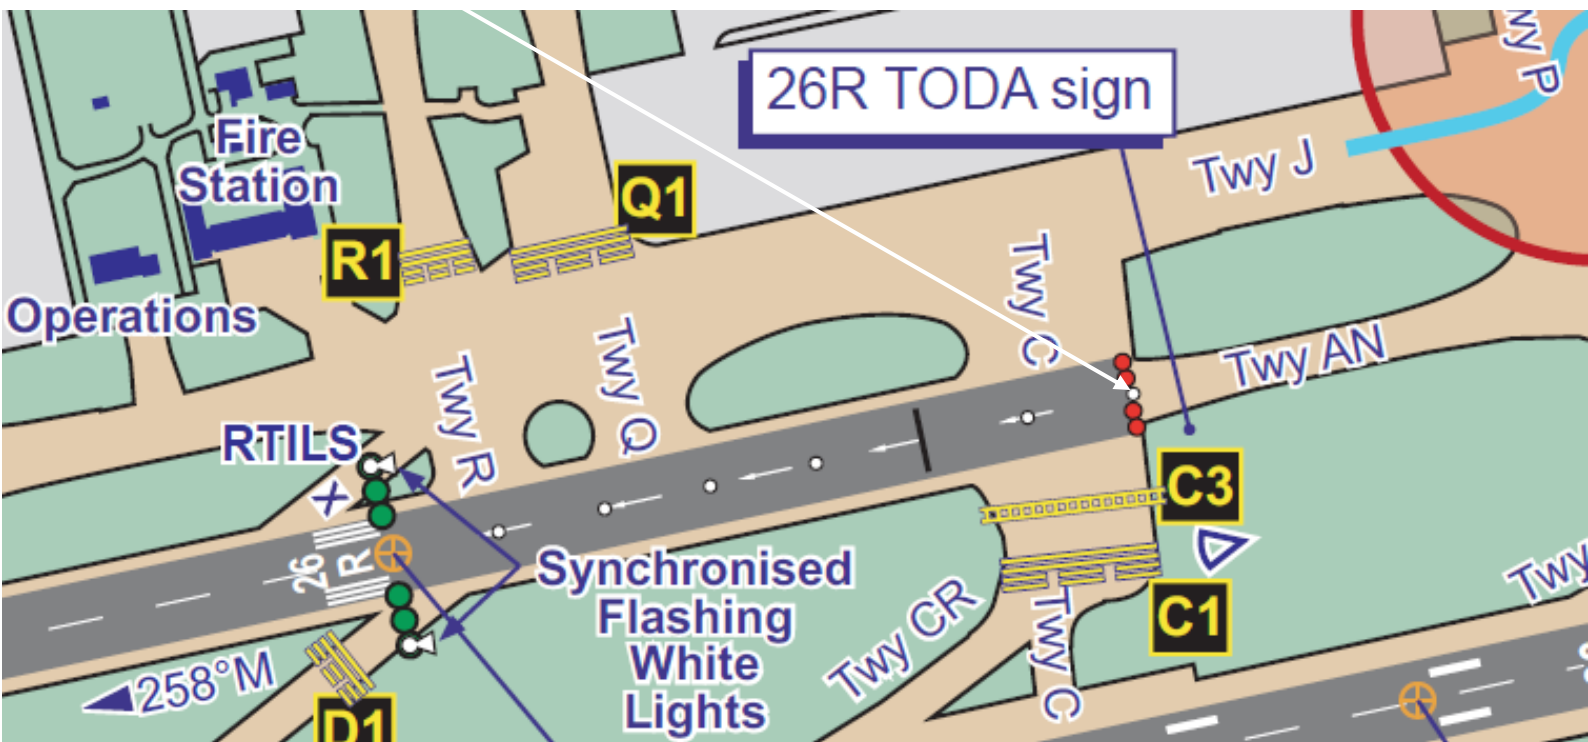 26R TODA sign
Twy P
Twy J
Fire
Station
Q1
R1
Operations
Twy C
Twy AN
Twy R
Twy Q
RTILS
X
C3
26
R
Synchronised
Flashing
White
Lights
Twy CR
Twy C
C1
Twy
258°M
D1